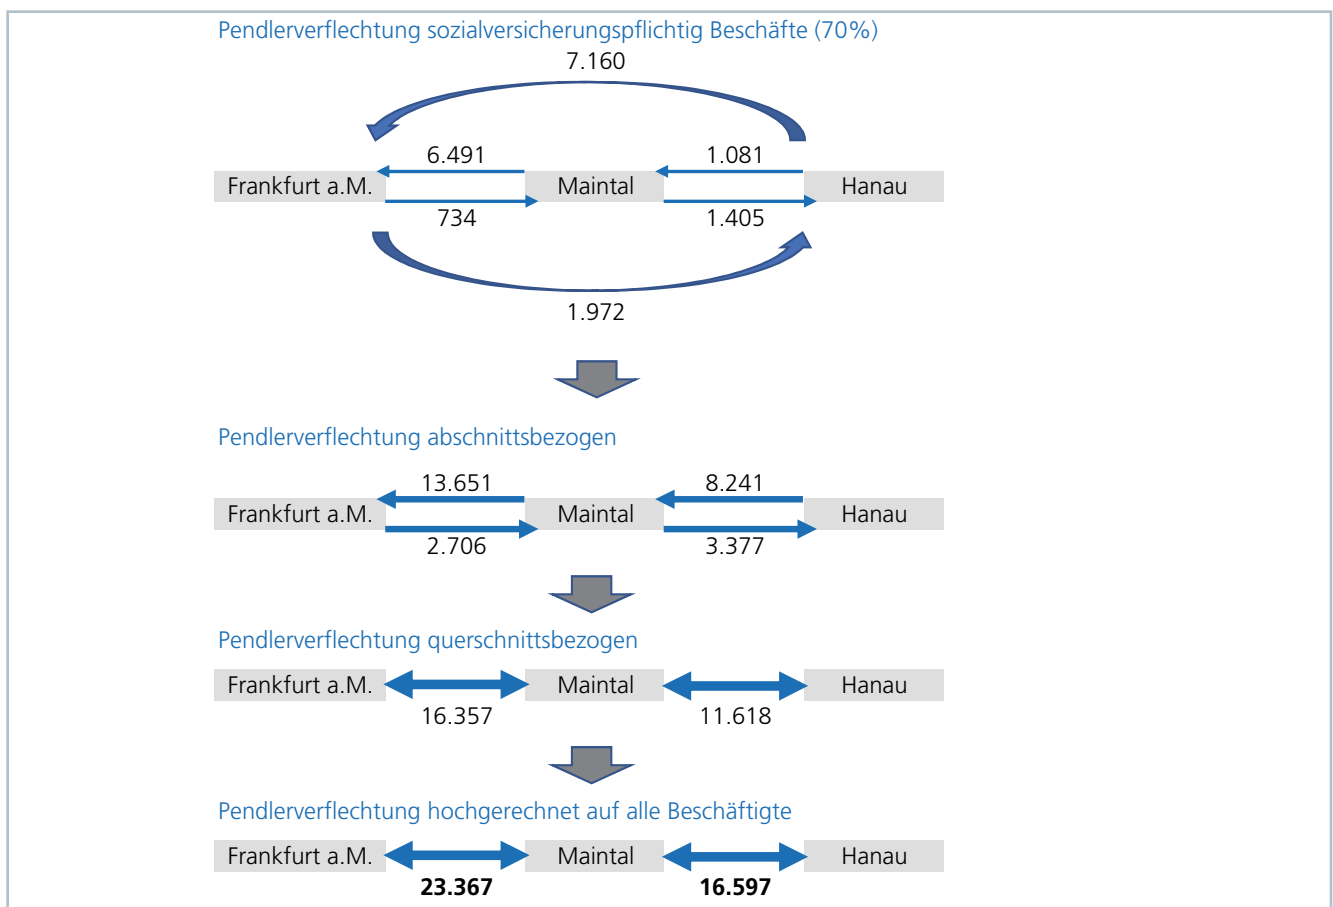 Pendlerverflechtung sozialversicherungspflichtig Beschäfte (70%)
7.160
6.491
1.081
Frankfurt a.M.
Maintal
Hanau
734
1.405
1.972
Pendlerverflechtung abschnittsbezogen
13.651
8.241
Frankfurt a.M.
Maintal
Hanau
2.706
3.377
Pendlerverflechtung querschnittsbezogen
Frankfurt a.M.
Maintal
Hanau
16.357
11.618
Pendlerverflechtung hochgerechnet auf alle Beschäftigte
Frankfurt a.M.
Maintal
Hanau
23.367
16.597